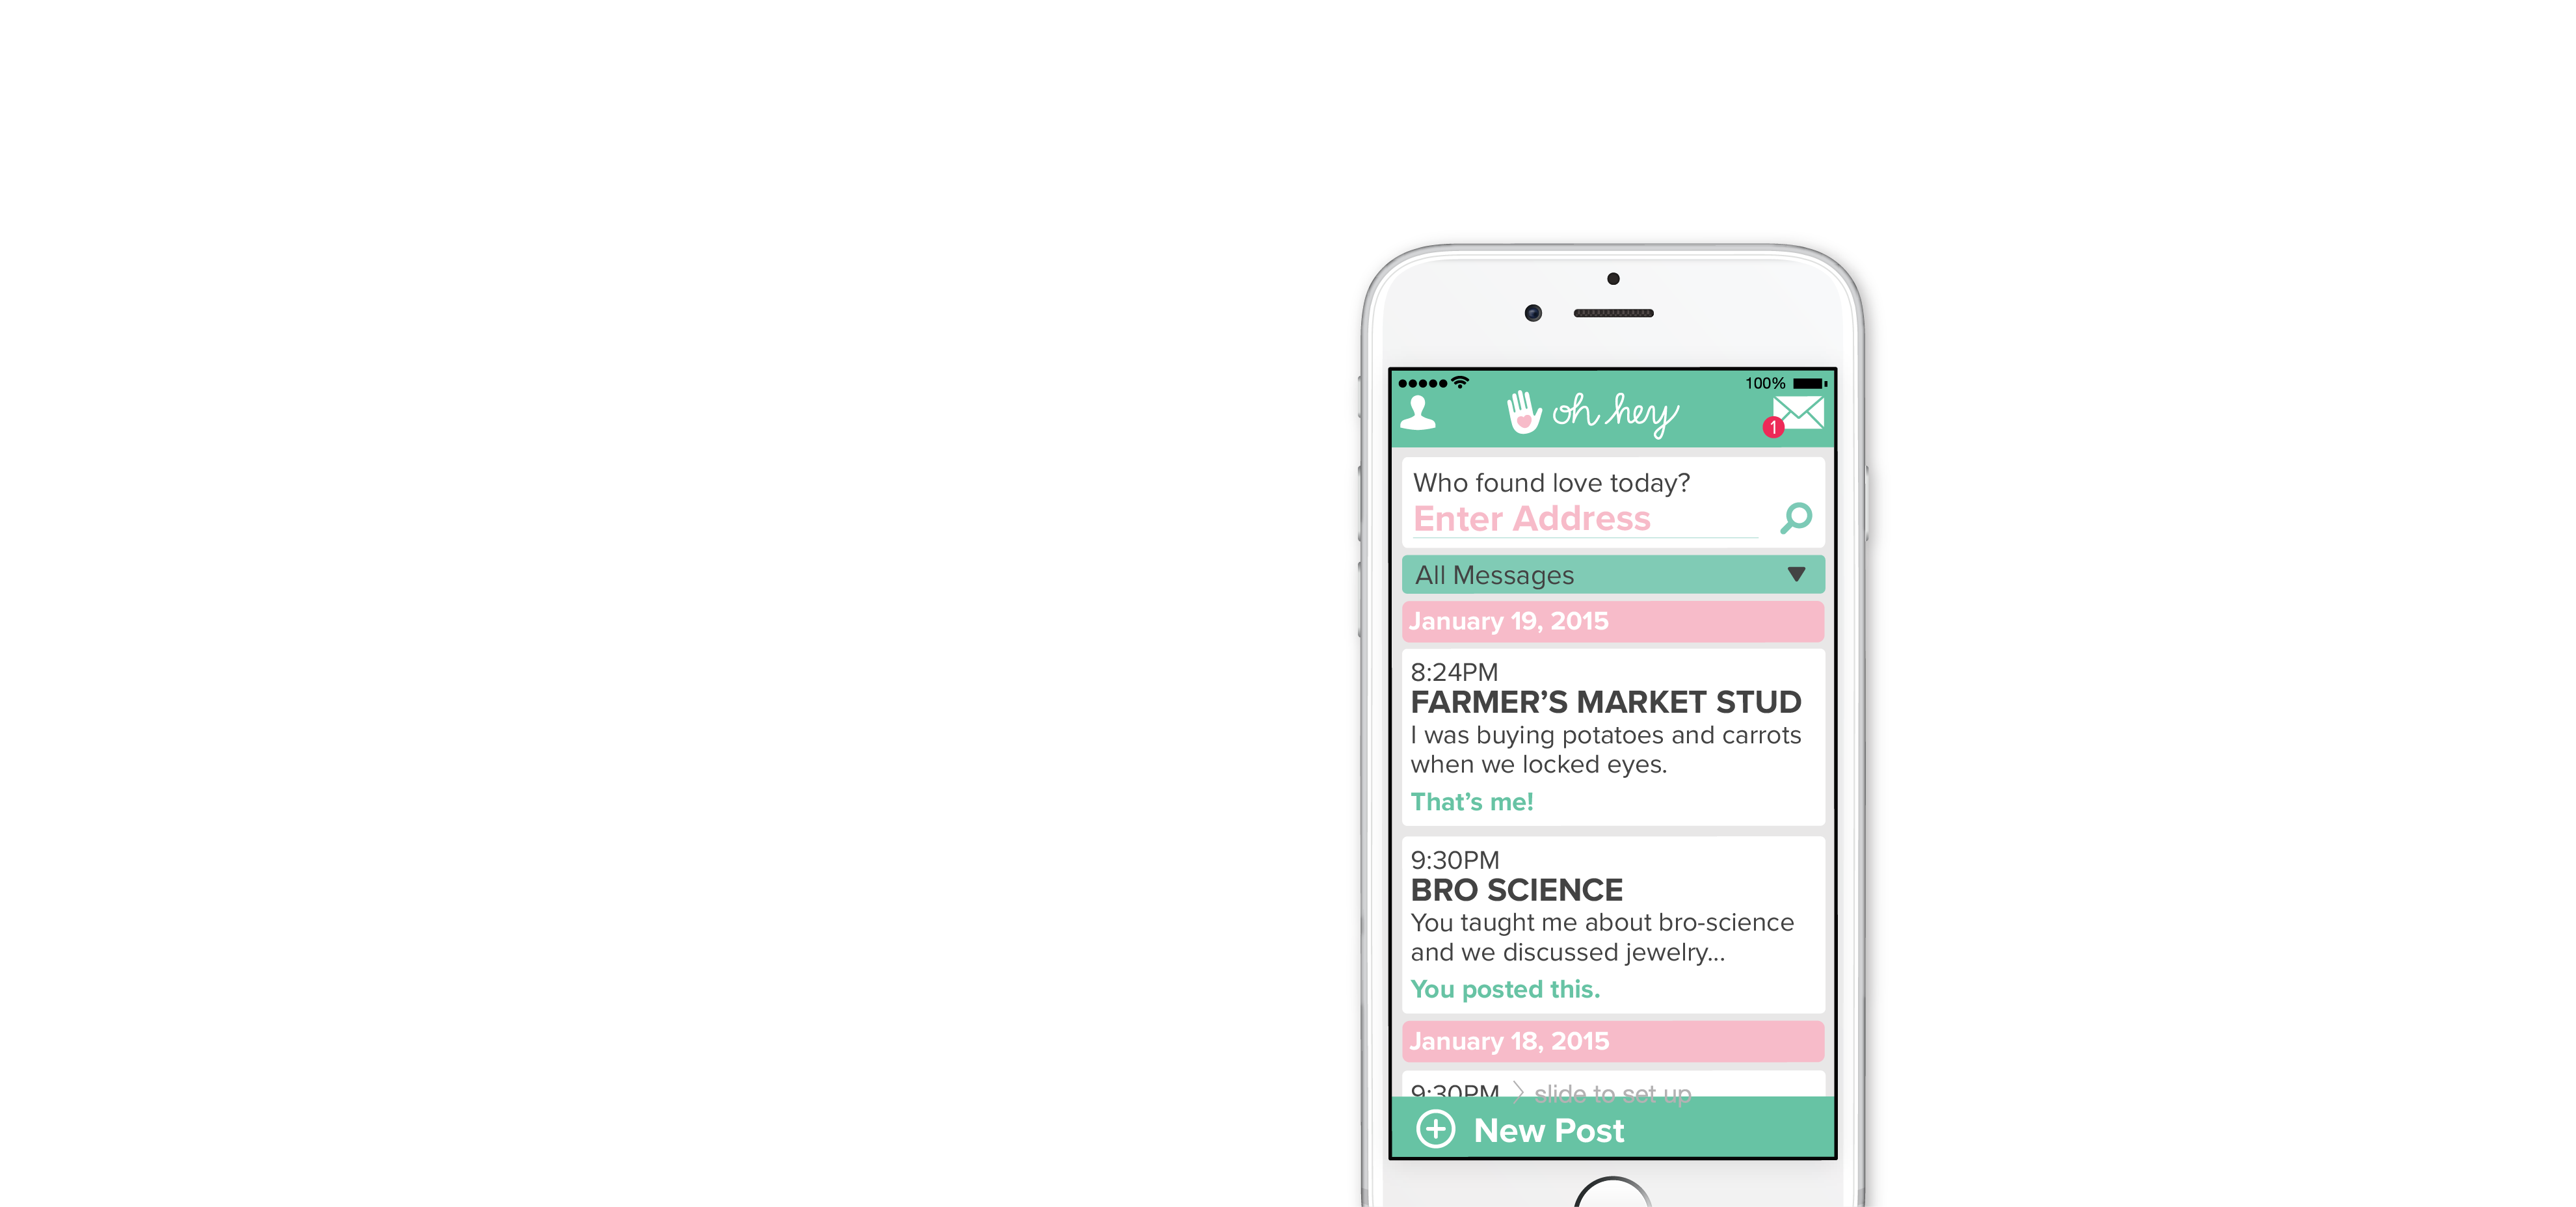 100%
oh hey
1
Who found love today?
Enter Address
All Messages
January 19, 2015
8:24PM
FARMER’S MARKET STUD
I was buying potatoes and carrots
when we locked eyes.
That’s me!
9:30PM
BRO SCIENCE
You taught me about bro-science
and we discussed jewelry...
You posted this.
January 18, 2015
9:30PM > slide to set up
New Post